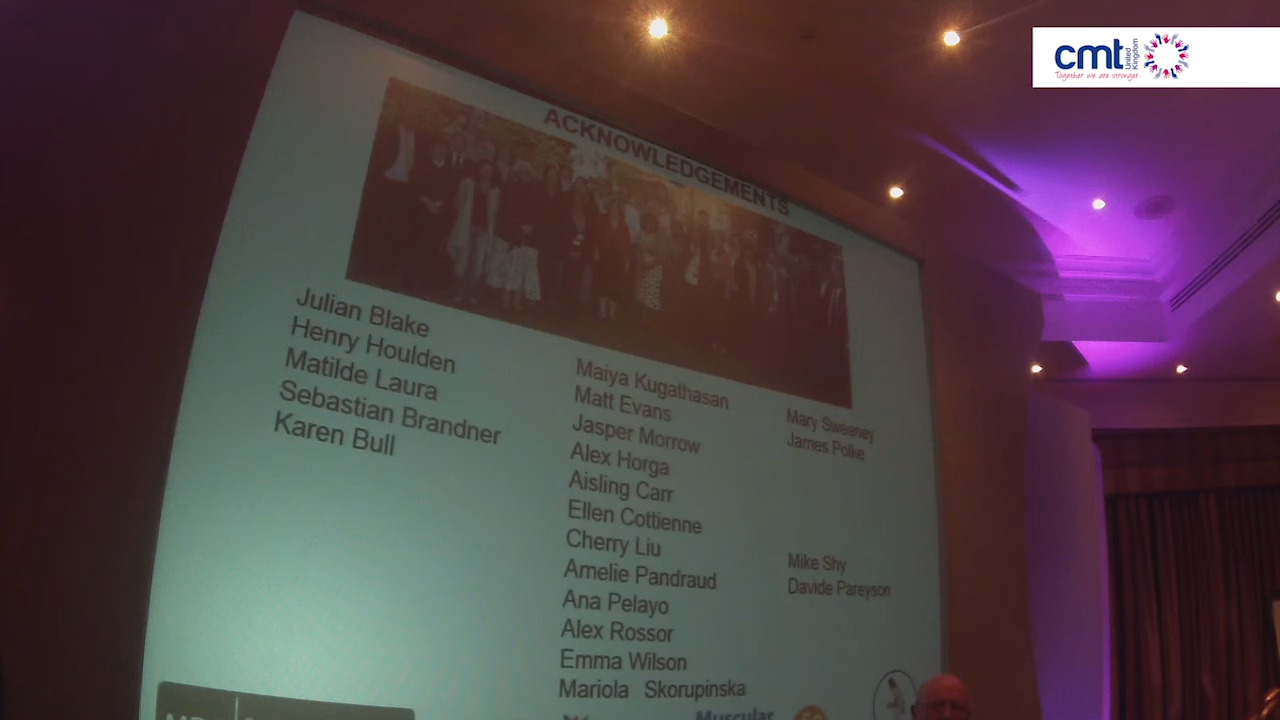 cmt
United Kingdom
Together we are stronger
ACKNOWLEDGEMENTS
Julian Blake
Henry Houlden
Matilde Laura
Sebastian Brandner
Karen Bull
Maiya Kugathasan
Matt Evans
Jasper Morrow
Alex Horga
Aisling Carr
Ellen Cottienne
Cherry Liu
Amelie Pandraud
Ana Pelayo
Alex Rossor
Emma Wilson
Mariola Skorupinska
Mary Sweeney
James Polke
Mike Shy
Davide Pareyson
Muscular